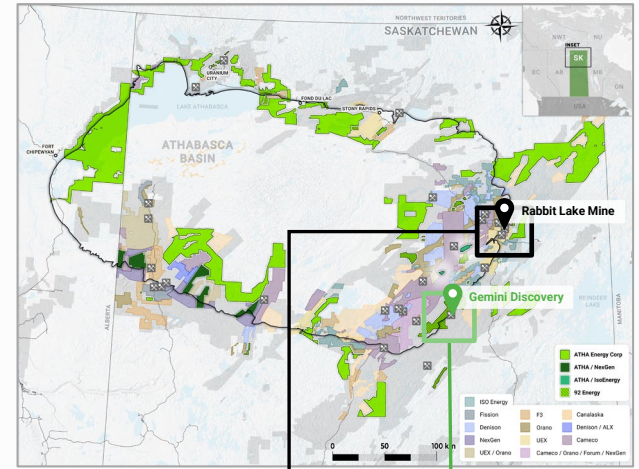 NORTHWEST TERITORIES
SASKATCHEWAN
INSET
NWT
NU
SK
BC
AB
MB
ON
URANIUM
CITY
LAKE ATHABASCA
FOND DU LAC
STONY RAPIDS
FORT
CHIPEWYAN
ATHABASCA
BASIN
Rabbit Lake Mine
Gemini Discovery
REINDEER
LAKE
ALBERTA
MANITOBA
ATHA Energy Corp
ATHA / NexGen
ATHA / IsoEnergy
92 Energy
ISO Energy
Fission
Denison
NexGen
UEX / Orano
F3
Orano
UEX
Cameco / Orano / Forum / NexGen
Canalaska
Denison / ALX
Cameco
0 50 100 km